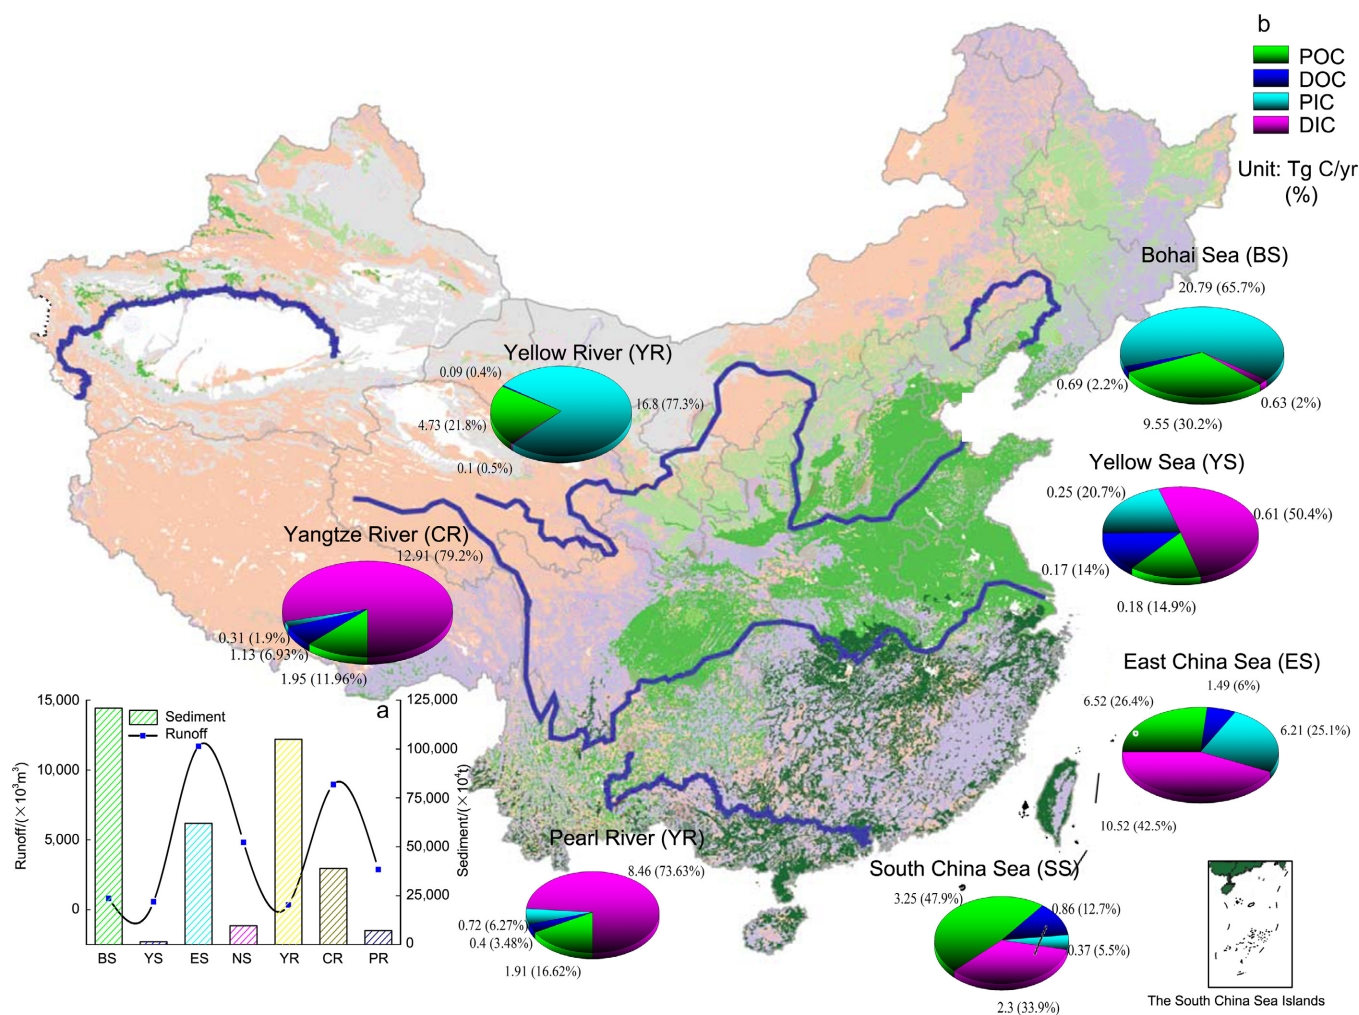 b
POC
DOC
PIC
DIC
Unit: Tg C/yr
(%)
Bohai Sea (BS)
20.79 (65.7%)
0.69 (2.2%)
0.63 (2%)
9.55 (30.2%)
Yellow River (YR)
0.09 (0.4%)
16.8 (77.3%)
4.73 (21.8%)
0.1 (0.5%)
Yellow Sea (YS)
0.25 (20.7%)
0.61 (50.4%)
0.17 (14%)
0.18 (14.9%)
Yangtze River (CR)
12.91 (79.2%)
0.31 (1.9%)
1.13 (6.93%)
1.95 (11.96%)
East China Sea (ES)
1.49 (6%)
6.52 (26.4%)
6.21 (25.1%)
10.52 (42.5%)
a
Sediment
Runoff
15,000
10,000
5,000
0
Runoff/(×10³m³)
125,000
100,000
75,000
50,000
25,000
0
Sediment/(×10⁴t)
BS YS ES NS YR CR PR
Pearl River (YR)
8.46 (73.63%)
0.72 (6.27%)
0.4 (3.48%)
1.91 (16.62%)
South China Sea (SS)
3.25 (47.9%)
0.86 (12.7%)
0.37 (5.5%)
2.3 (33.9%)
The South China Sea Islands